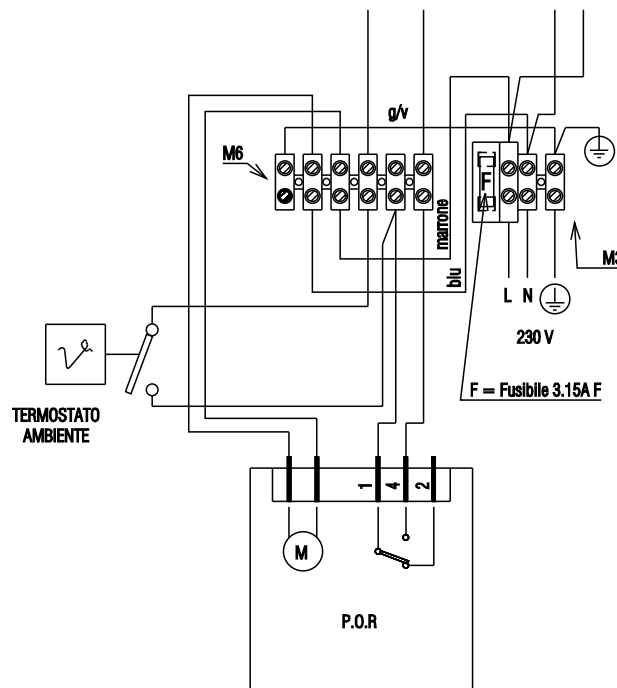 g/v
M6
F
marrone
blu
M3
L N
230 V
F = Fusibile 3.15A F
TERMOSTATO
AMBIENTE
1 4 2
M
P.O.R